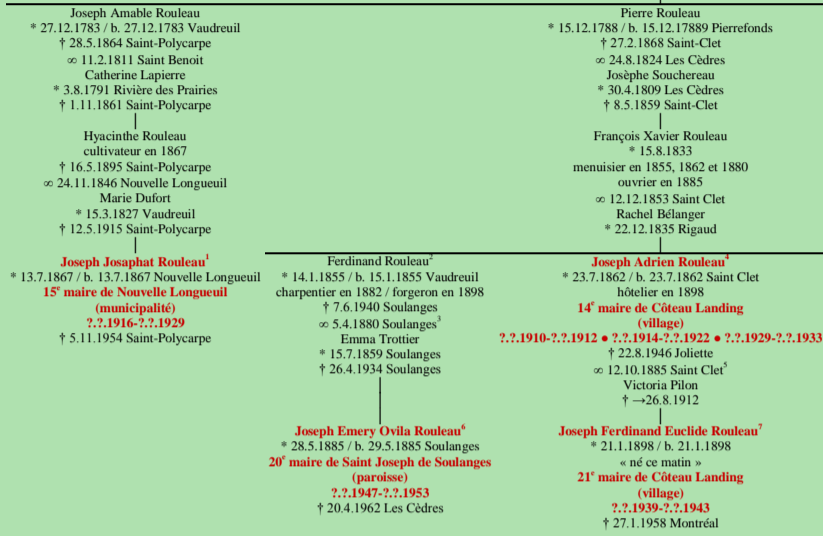 Joseph Amable Rouleau
* 27.12.1783 / b. 27.12.1783 Vaudreuil
† 28.5.1864 Saint-Polycarpe
∞ 11.2.1811 Saint Benoit
Catherine Lapierre
* 3.8.1791 Rivière des Prairies
† 1.11.1861 Saint-Polycarpe
Hyacinthe Rouleau
cultivateur en 1867
† 16.5.1895 Saint-Polycarpe
∞ 24.11.1846 Nouvelle Longueuil
Marie Dufort
* 15.3.1827 Vaudreuil
† 12.5.1915 Saint-Polycarpe
Joseph Josaphat Rouleau¹
* 13.7.1867 / b. 13.7.1867 Nouvelle Longueuil
15ᵉ maire de Nouvelle Longueuil
(municipalité)
?.?.1916-?.?.1929
† 5.11.1954 Saint-Polycarpe
Ferdinand Rouleau²
* 14.1.1855 / b. 15.1.1855 Vaudreuil
charpentier en 1882 / forgeron en 1898
† 7.6.1940 Soulanges
∞ 5.4.1880 Soulanges³
Emma Trottier
* 15.7.1859 Soulanges
† 26.4.1934 Soulanges
Joseph Emery Ovila Rouleau⁶
* 28.5.1885 / b. 29.5.1885 Soulanges
20ᵉ maire de Saint Joseph de Soulanges
(paroisse)
?.?.1947-?.?.1953
† 20.4.1962 Les Cèdres
Pierre Rouleau
* 15.12.1788 / b. 15.12.17889 Pierrefonds
† 27.2.1868 Saint-Clet
∞ 24.8.1824 Les Cèdres
Josèphe Souchereau
* 30.4.1809 Les Cèdres
† 8.5.1859 Saint-Clet
François Xavier Rouleau
* 15.8.1833
menuisier en 1855, 1862 et 1880
ouvrier en 1885
∞ 12.12.1853 Saint Clet
Rachel Bélanger
* 22.12.1835 Rigaud
Joseph Adrien Rouleau⁴
* 23.7.1862 / b. 23.7.1862 Saint Clet
hôtelier en 1898
14ᵉ maire de Côteau Landing
(village)
?.?.1910-?.?.1912 ● ?.?.1914-?.?.1922 ● ?.?.1929-?.?.1933
† 22.8.1946 Joliette
∞ 12.10.1885 Saint Clet⁵
Victoria Pilon
† →26.8.1912
Joseph Ferdinand Euclide Rouleau⁷
* 21.1.1898 / b. 21.1.1898
« né ce matin »
21ᵉ maire de Côteau Landing
(village)
?.?.1939-?.?.1943
† 27.1.1958 Montréal